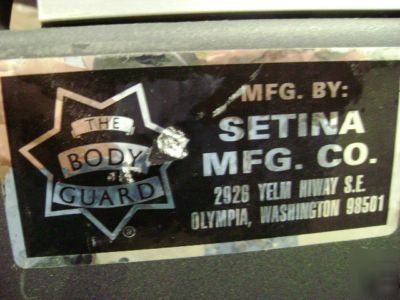 THE
BODY
GUARD
®
MFG. BY:
SETINA
MFG. CO.
2926 YELM HIWAY S.E.
OLYMPIA, WASHINGTON 98501